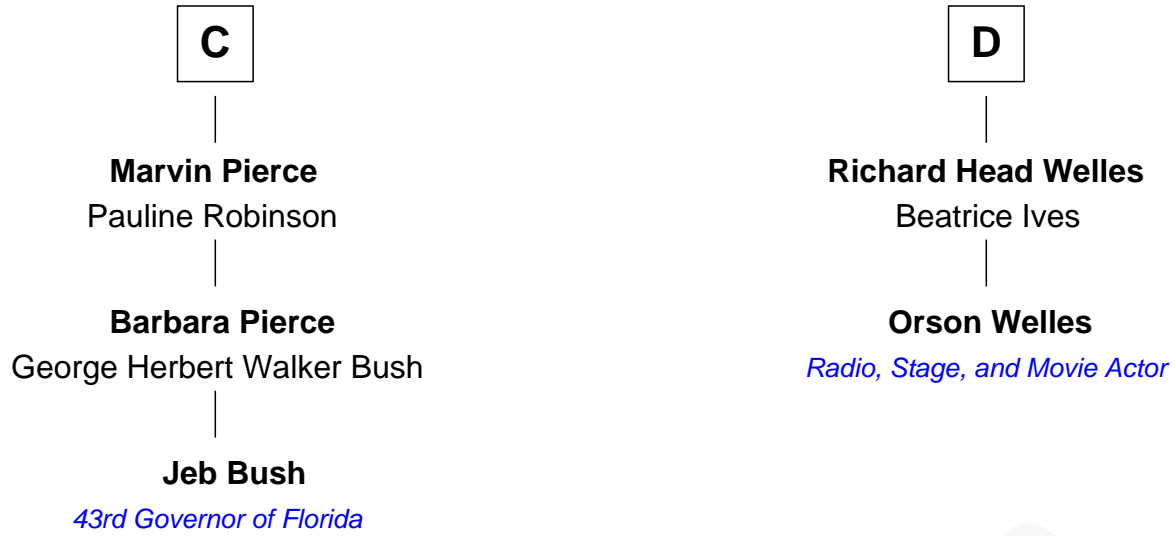 C
Marvin Pierce
Pauline Robinson
Barbara Pierce
George Herbert Walker Bush
Jeb Bush
43rd Governor of Florida
D
Richard Head Welles
Beatrice Ives
Orson Welles
Radio, Stage, and Movie Actor